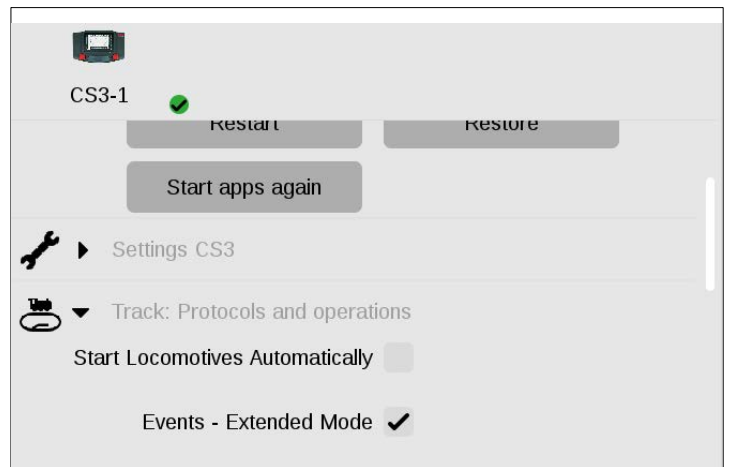 CS3-1
Restart Restore
Start apps again
Settings CS3
Track: Protocols and operations
Start Locomotives Automatically
Events - Extended Mode